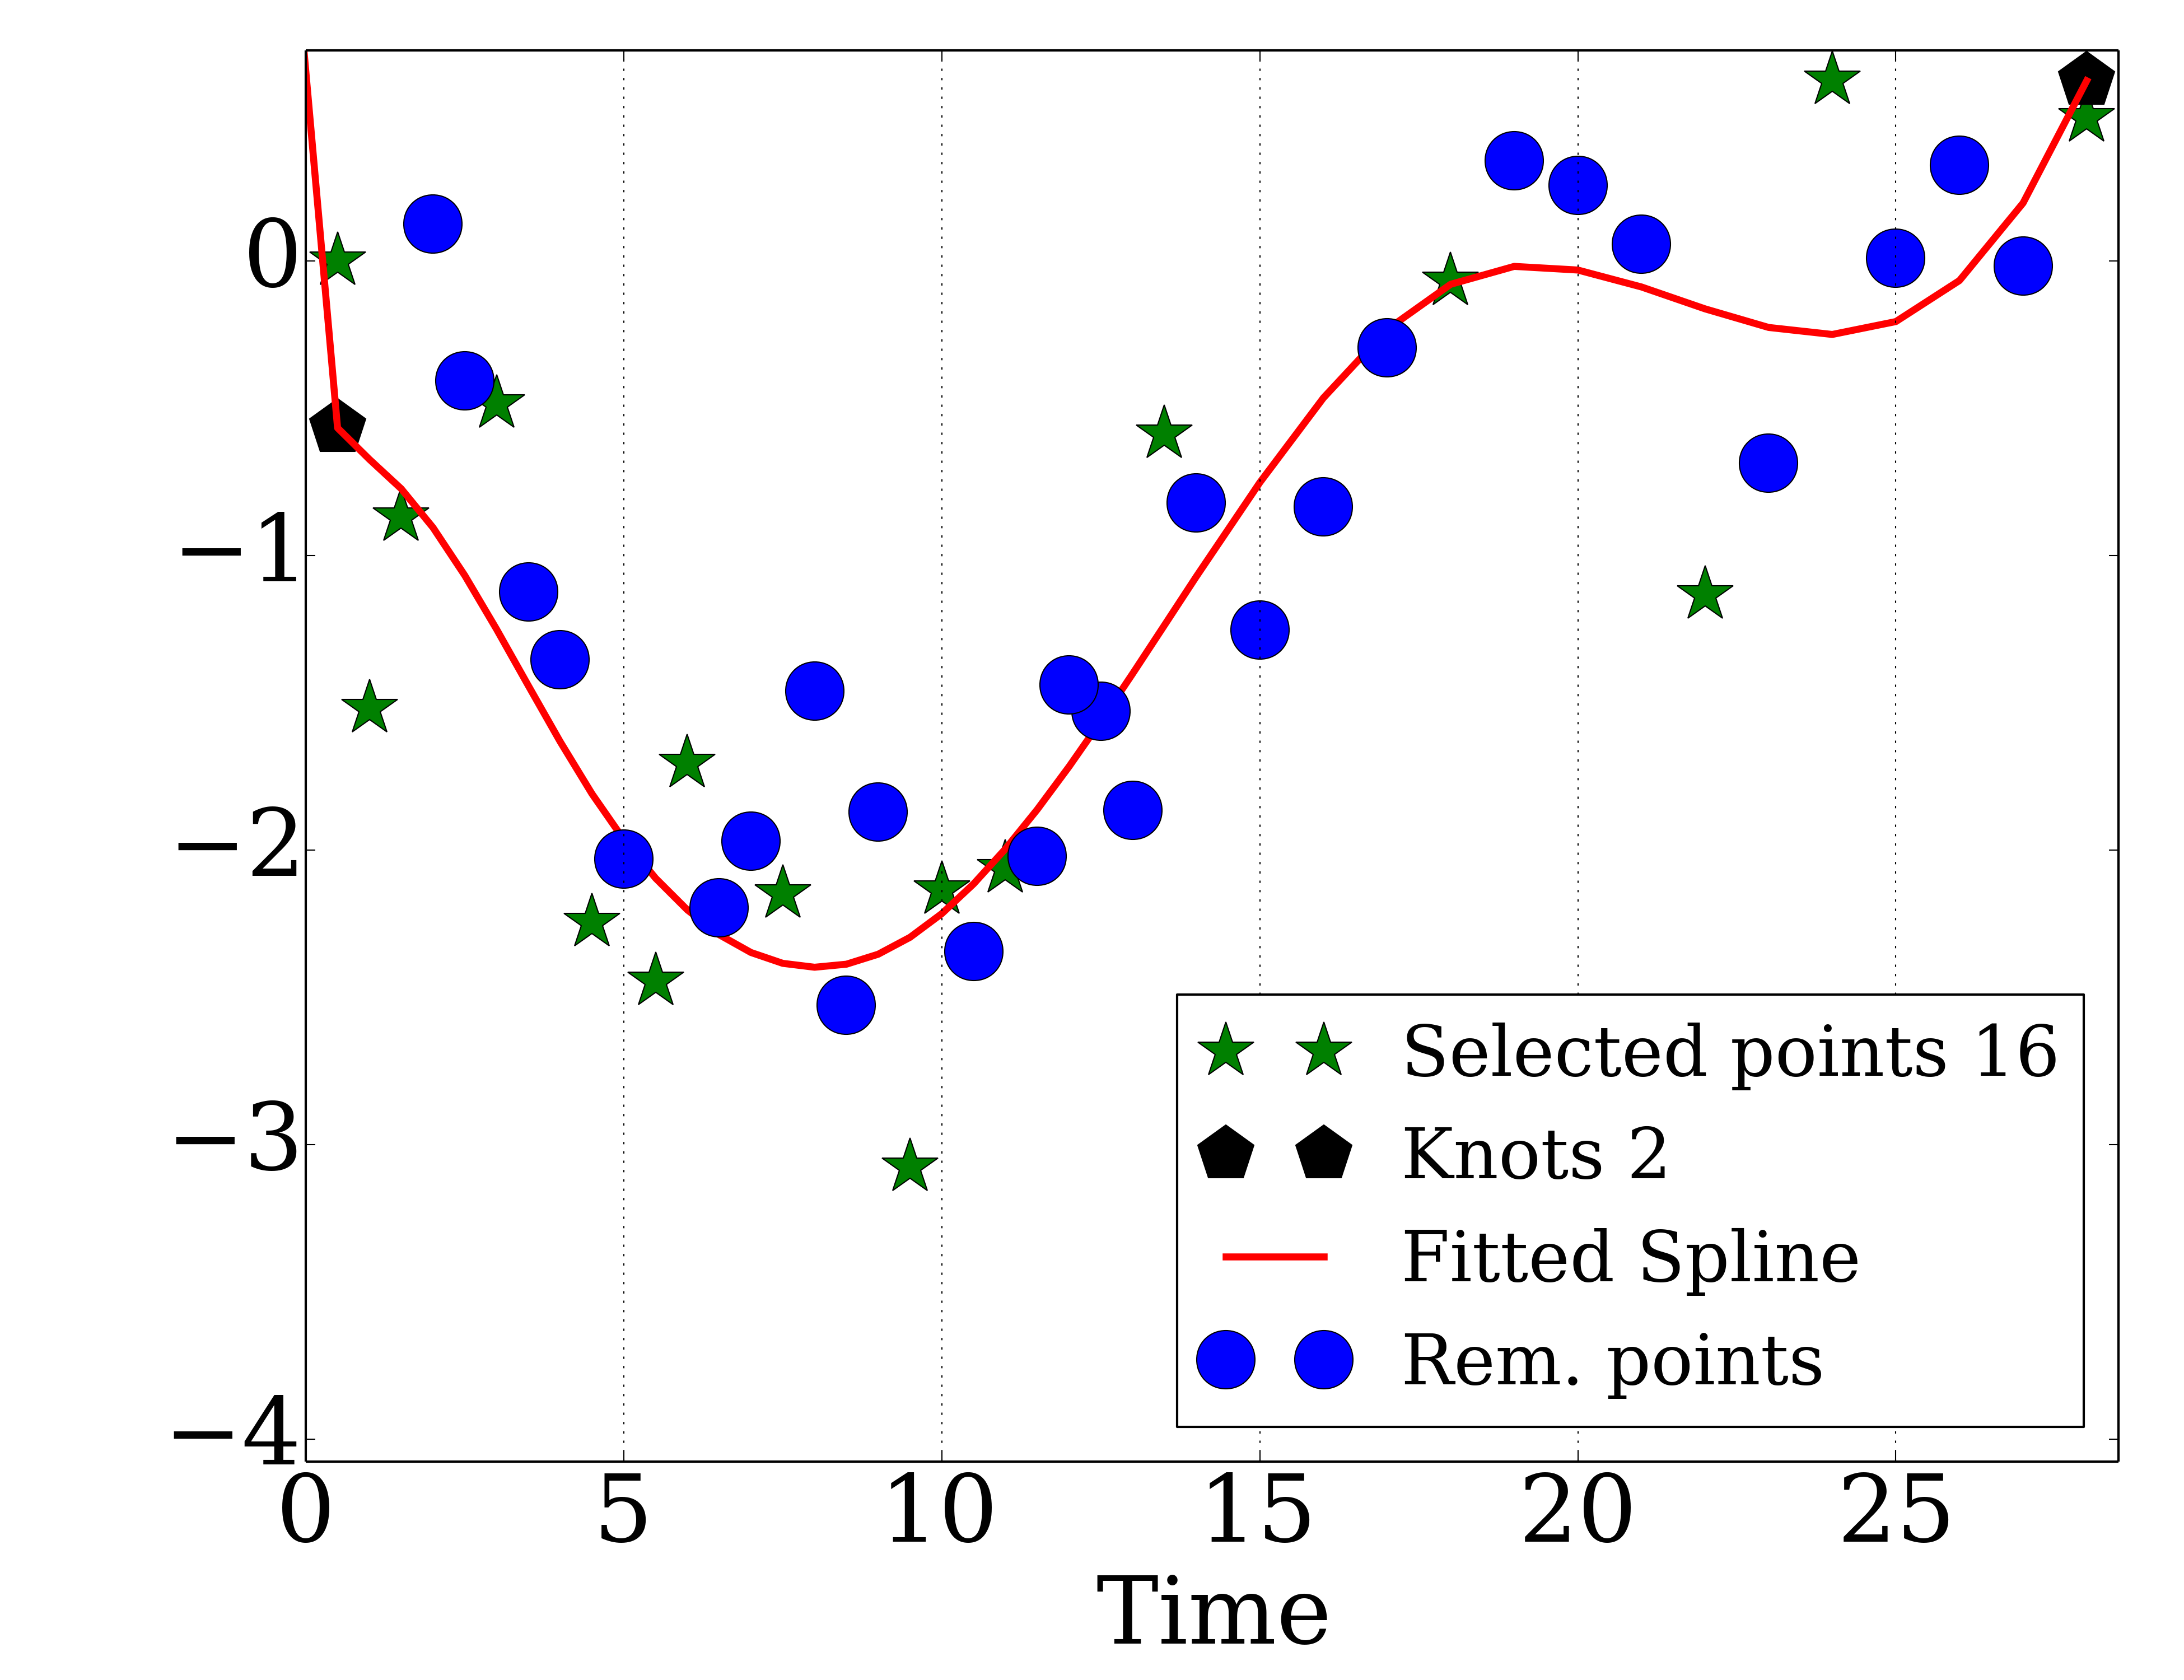 0
−1
−2
−3
−4
0 5 10 15 20 25
Time
Selected points 16
Knots 2
Fitted Spline
Rem. points